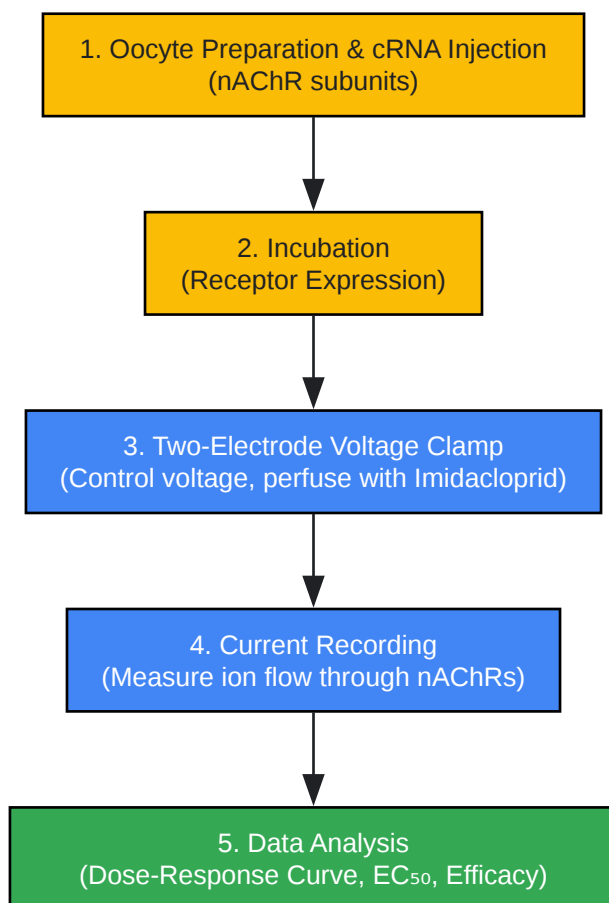 1. Oocyte Preparation & cRNA Injection
(nAChR subunits)
2. Incubation
(Receptor Expression)
3. Two-Electrode Voltage Clamp
(Control voltage, perfuse with Imidacloprid)
4. Current Recording
(Measure ion flow through nAChRs)
5. Data Analysis
(Dose-Response Curve, EC₅₀, Efficacy)